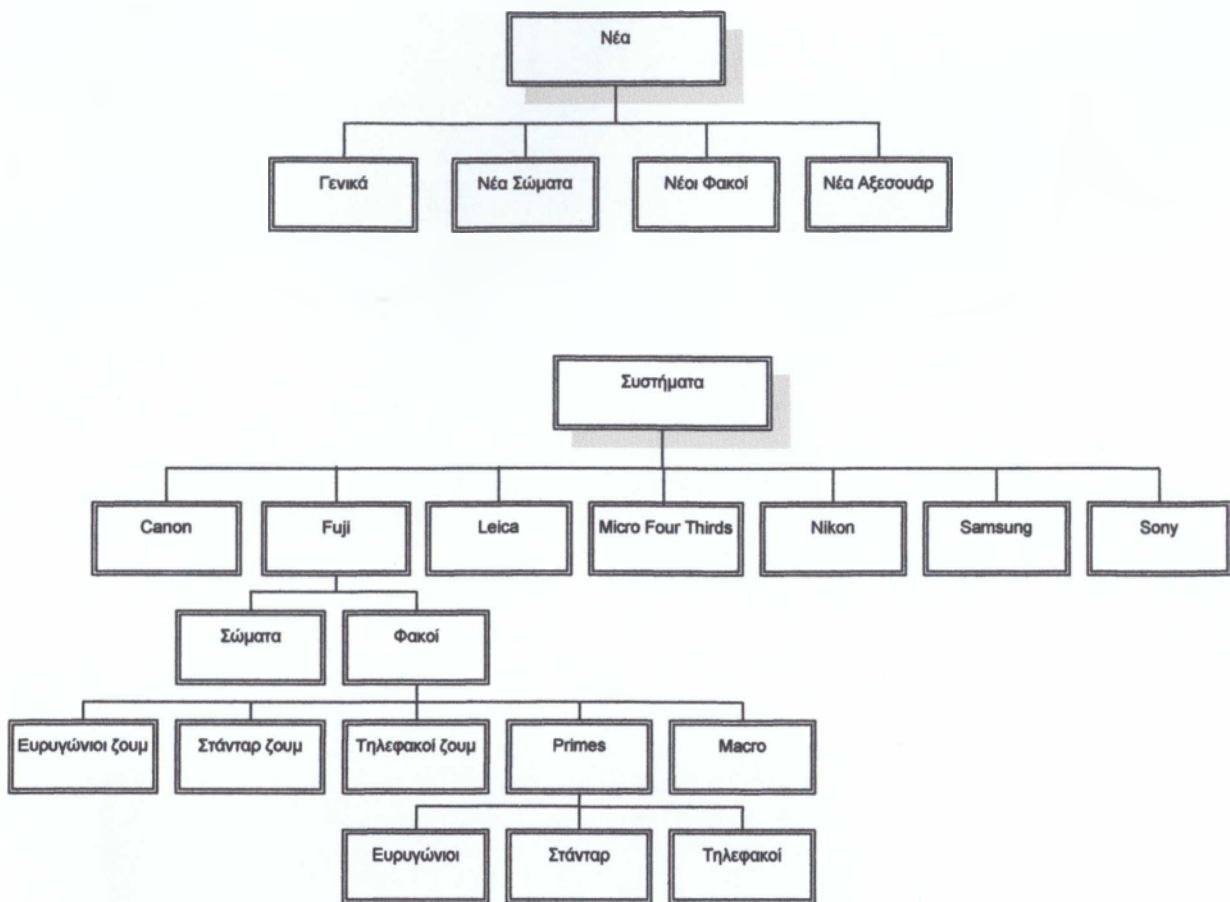 Νέα
Γενικά
Νέα Σώματα
Νέοι Φακοί
Νέα Αξεσουάρ
Συστήματα
Canon
Fuji
Leica
Micro Four Thirds
Nikon
Samsung
Sony
Σώματα
Φακοί
Ευρυγώνιοι ζουμ
Στάνταρ ζουμ
Τηλεφακοί ζουμ
Primes
Macro
Ευρυγώνιοι
Στάνταρ
Τηλεφακοί